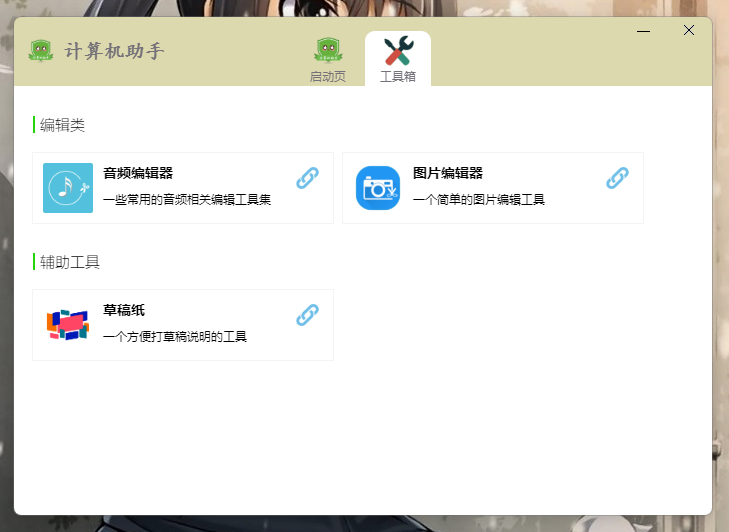 计算机助手
启动页
工具箱
编辑类
音频编辑器
一些常用的音频相关编辑工具集
图片编辑器
一个简单的图片编辑工具
辅助工具
草稿纸
一个方便打草稿说明的工具